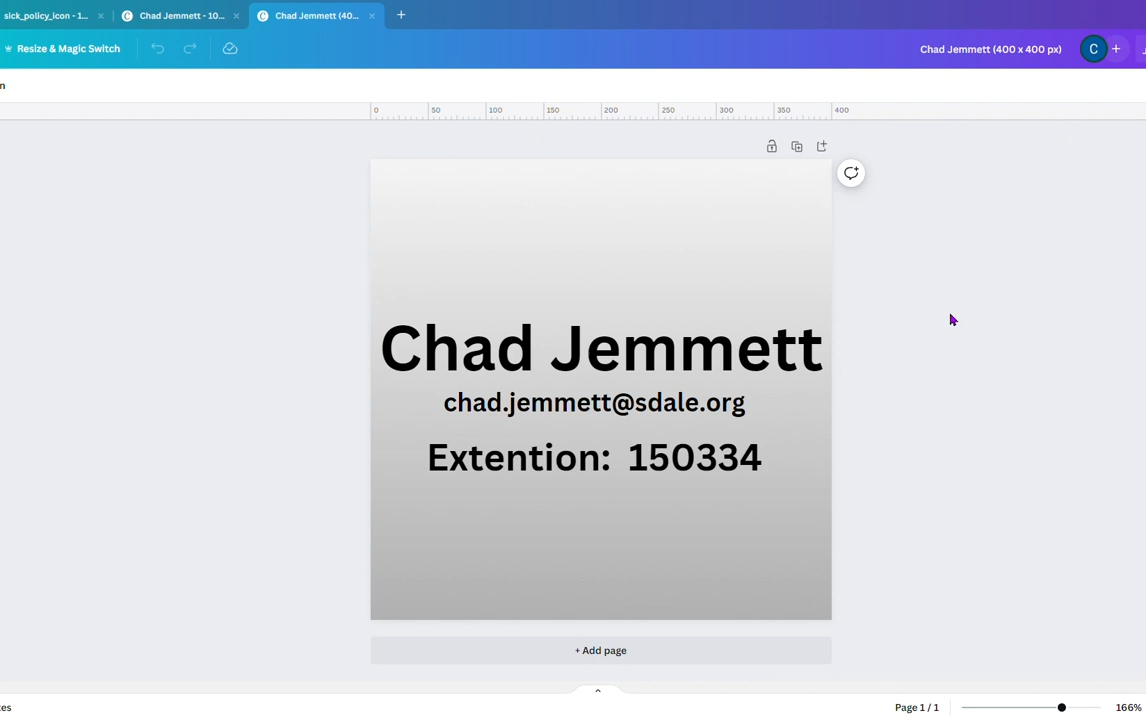 sick_policy_icon - 1...
Chad Jemmett - 10...
Chad Jemmett (40...
Resize & Magic Switch
Chad Jemmett (400 x 400 px)
C
n
0 50 100 150 200 250 300 350 400
Chad Jemmett
chad.jemmett@sdale.org
Extention: 150334
+ Add page
tes
Page 1 / 1
166%